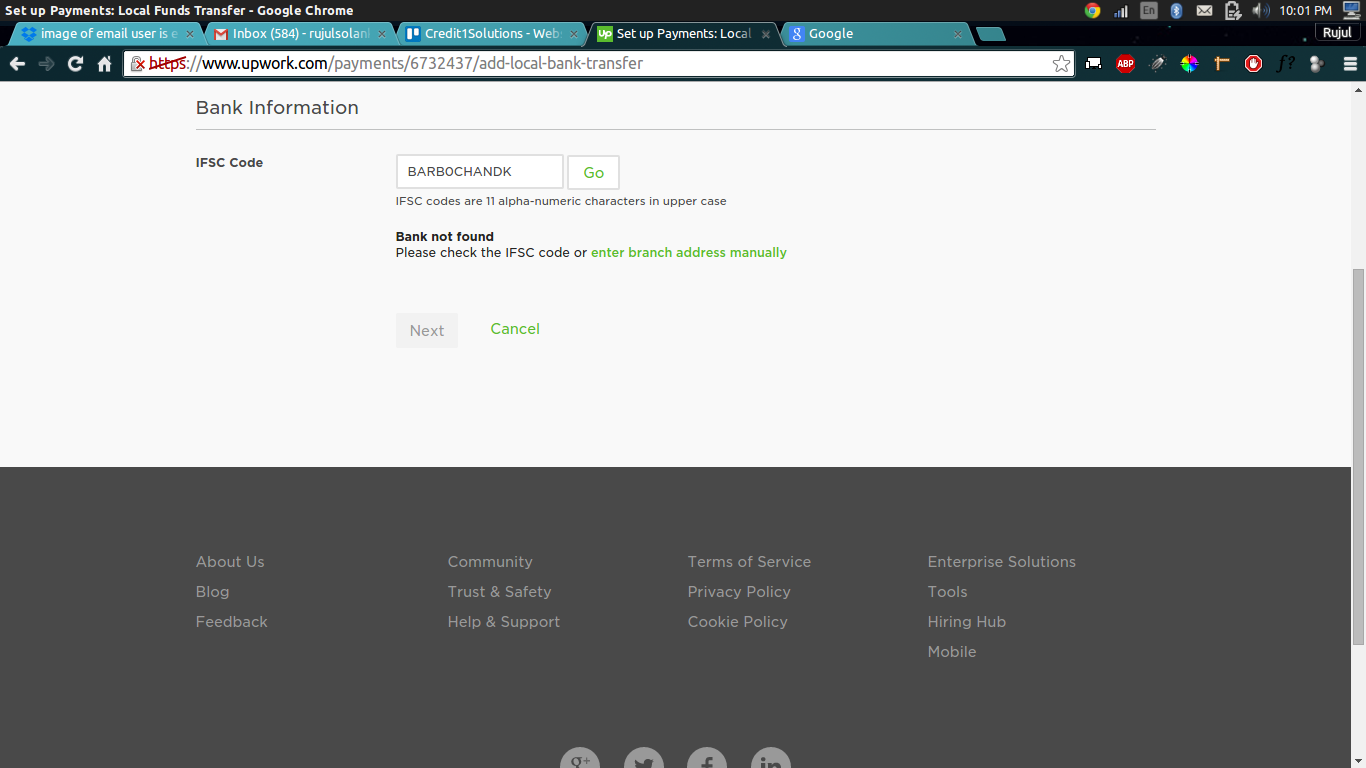 Set up Payments: Local Funds Transfer - Google Chrome
En
10:01 PM
image of email user is e
Inbox (584) - rujulsolan
Credit1Solutions - Web
Up Set up Payments: Local
g Google
Rujul
https://www.upwork.com/payments/6732437/add-local-bank-transfer
ABP
f?
Bank Information
IFSC Code
BARB0CHANDK
Go
IFSC codes are 11 alpha-numeric characters in upper case
Bank not found
Please check the IFSC code or enter branch address manually
Next
Cancel
About Us
Community
Terms of Service
Enterprise Solutions
Blog
Trust & Safety
Privacy Policy
Tools
Feedback
Help & Support
Cookie Policy
Hiring Hub
Mobile
g+
f
in